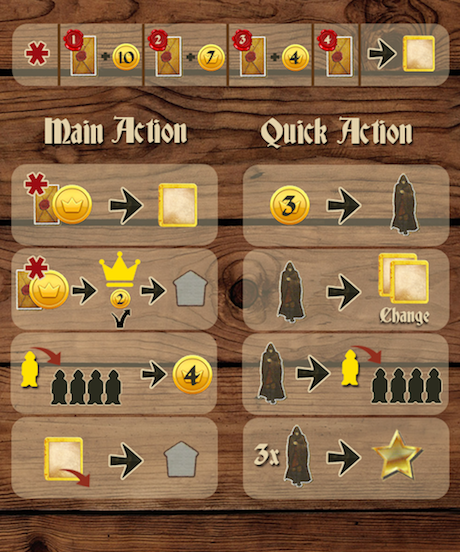 * 1 + 10 2 + 7 3 + 4 4
Main Action Quick Action
* 3
*
2
Change
4
3x